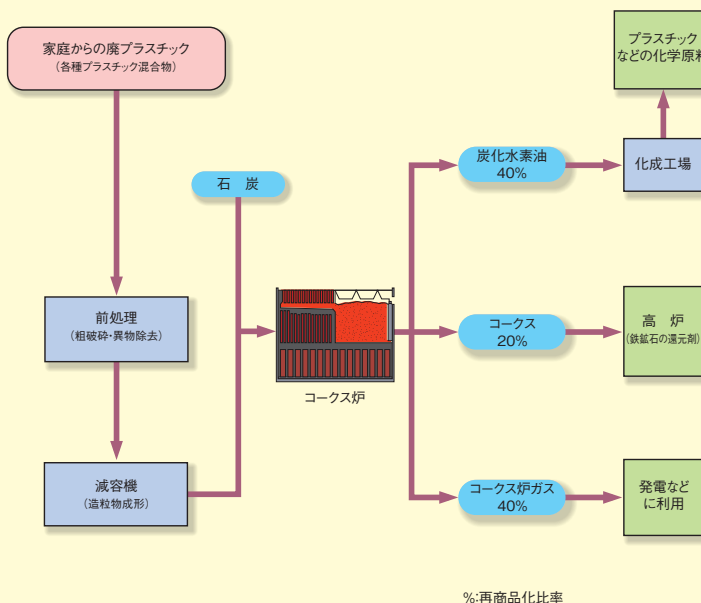 家庭からの廃プラスチック
(各種プラスチック混合物)
前処理
(粗破砕・異物除去)
減容機
(造粒物成形)
石 炭
コークス炉
炭化水素油
40%
化成工場
プラスチック
などの化学原料
コークス
20%
高 炉
(鉄鉱石の還元剤)
コークス炉ガス
40%
発電など
に利用
%:再商品化比率